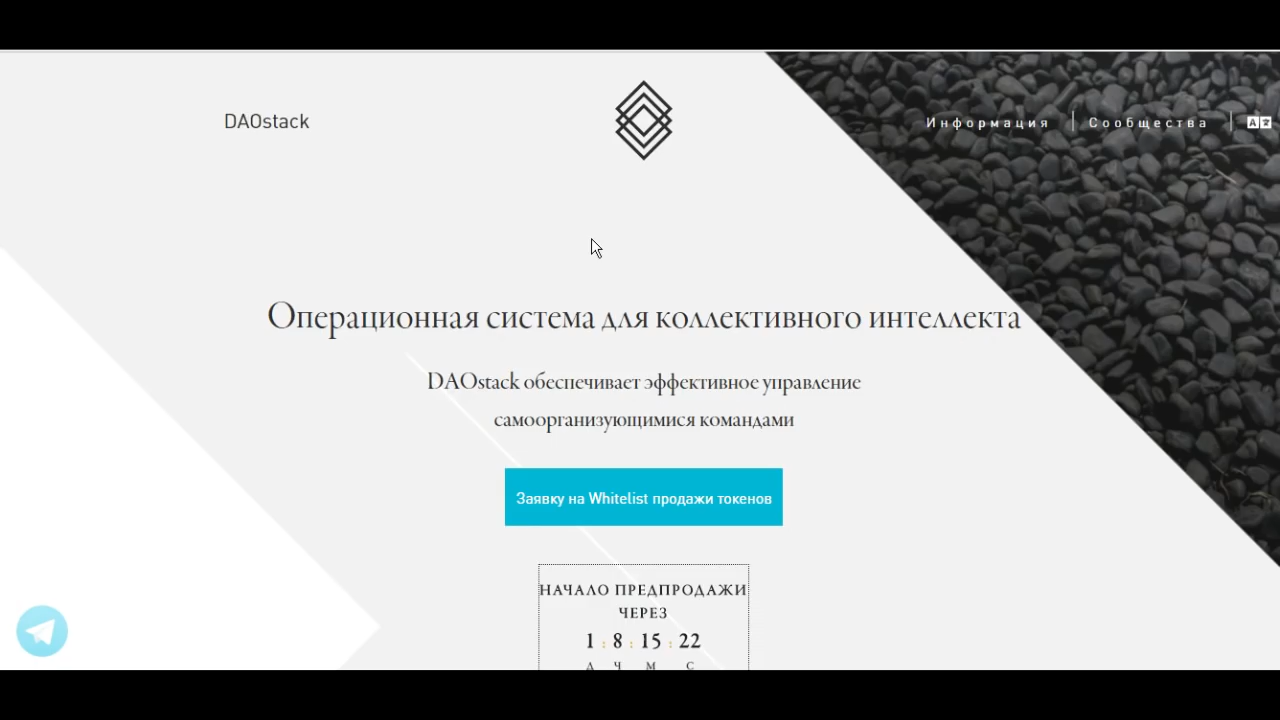 DAOstack
Информация
Сообщества
Операционная система для коллективного интеллекта
DAOstack обеспечивает эффективное управление
самоорганизующимися командами
Заявку на Whitelist продажи токенов
НАЧАЛО ПРЕДПРОДАЖИ
ЧЕРЕЗ
1 : 8 : 15 : 22
Д Ч М С